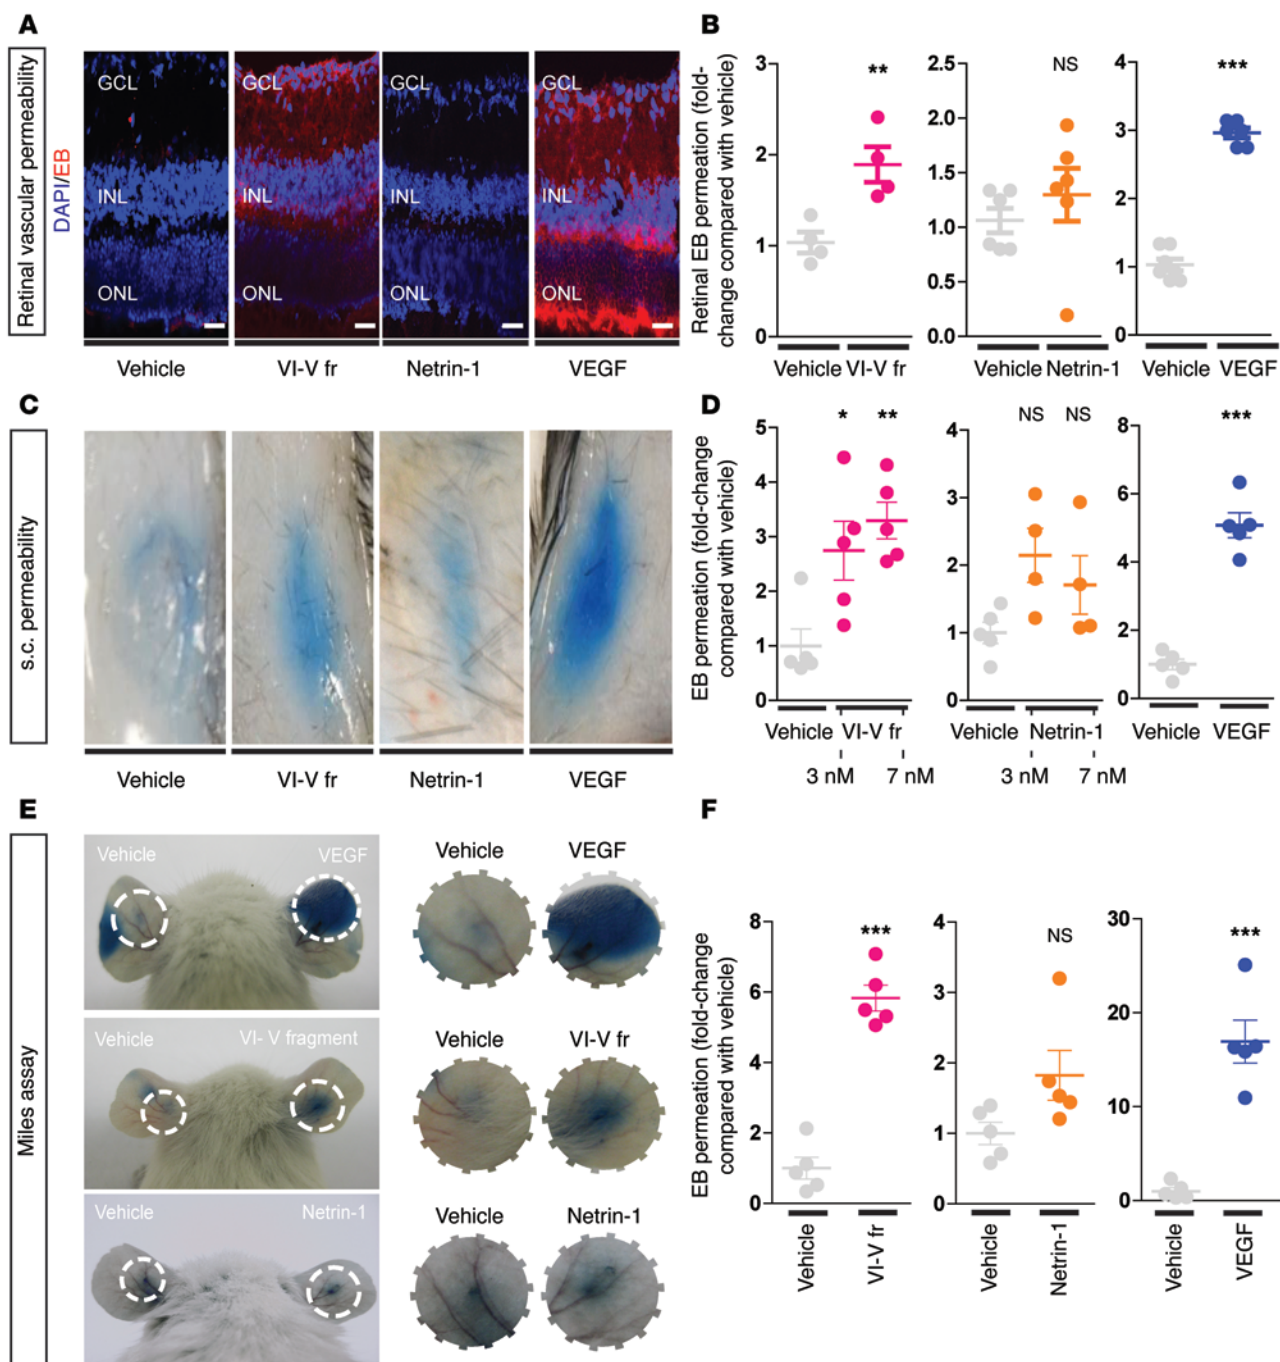 A
Retinal vascular permeability
DAPI/EB
GCL
INL
ONL
GCL
INL
ONL
GCL
INL
ONL
GCL
INL
ONL
Vehicle
VI-V fr
Netrin-1
VEGF
B
Retinal EB permeation (fold-
change compared with vehicle)
3
2
1
0
**
Vehicle VI-V fr
2.5
2.0
1.5
1.0
0.5
0.0
NS
Vehicle Netrin-1
4
3
2
1
0
***
Vehicle VEGF
C
s.c. permeability
Vehicle
VI-V fr
Netrin-1
VEGF
D
EB permeation (fold-change
compared with vehicle)
5
4
3
2
1
0
* **
Vehicle VI-V fr
3 nM 7 nM
4
3
2
1
0
NS NS
Vehicle Netrin-1
3 nM 7 nM
8
6
4
2
0
***
Vehicle VEGF
E
Miles assay
Vehicle VEGF
Vehicle VEGF
Vehicle VI- V fragment
Vehicle VI-V fr
Vehicle Netrin-1
Vehicle Netrin-1
F
EB permeation (fold-change
compared with vehicle)
8
6
4
2
0
***
Vehicle
VI-V fr
4
3
2
1
0
NS
Vehicle
Netrin-1
30
20
10
0
***
Vehicle
VEGF